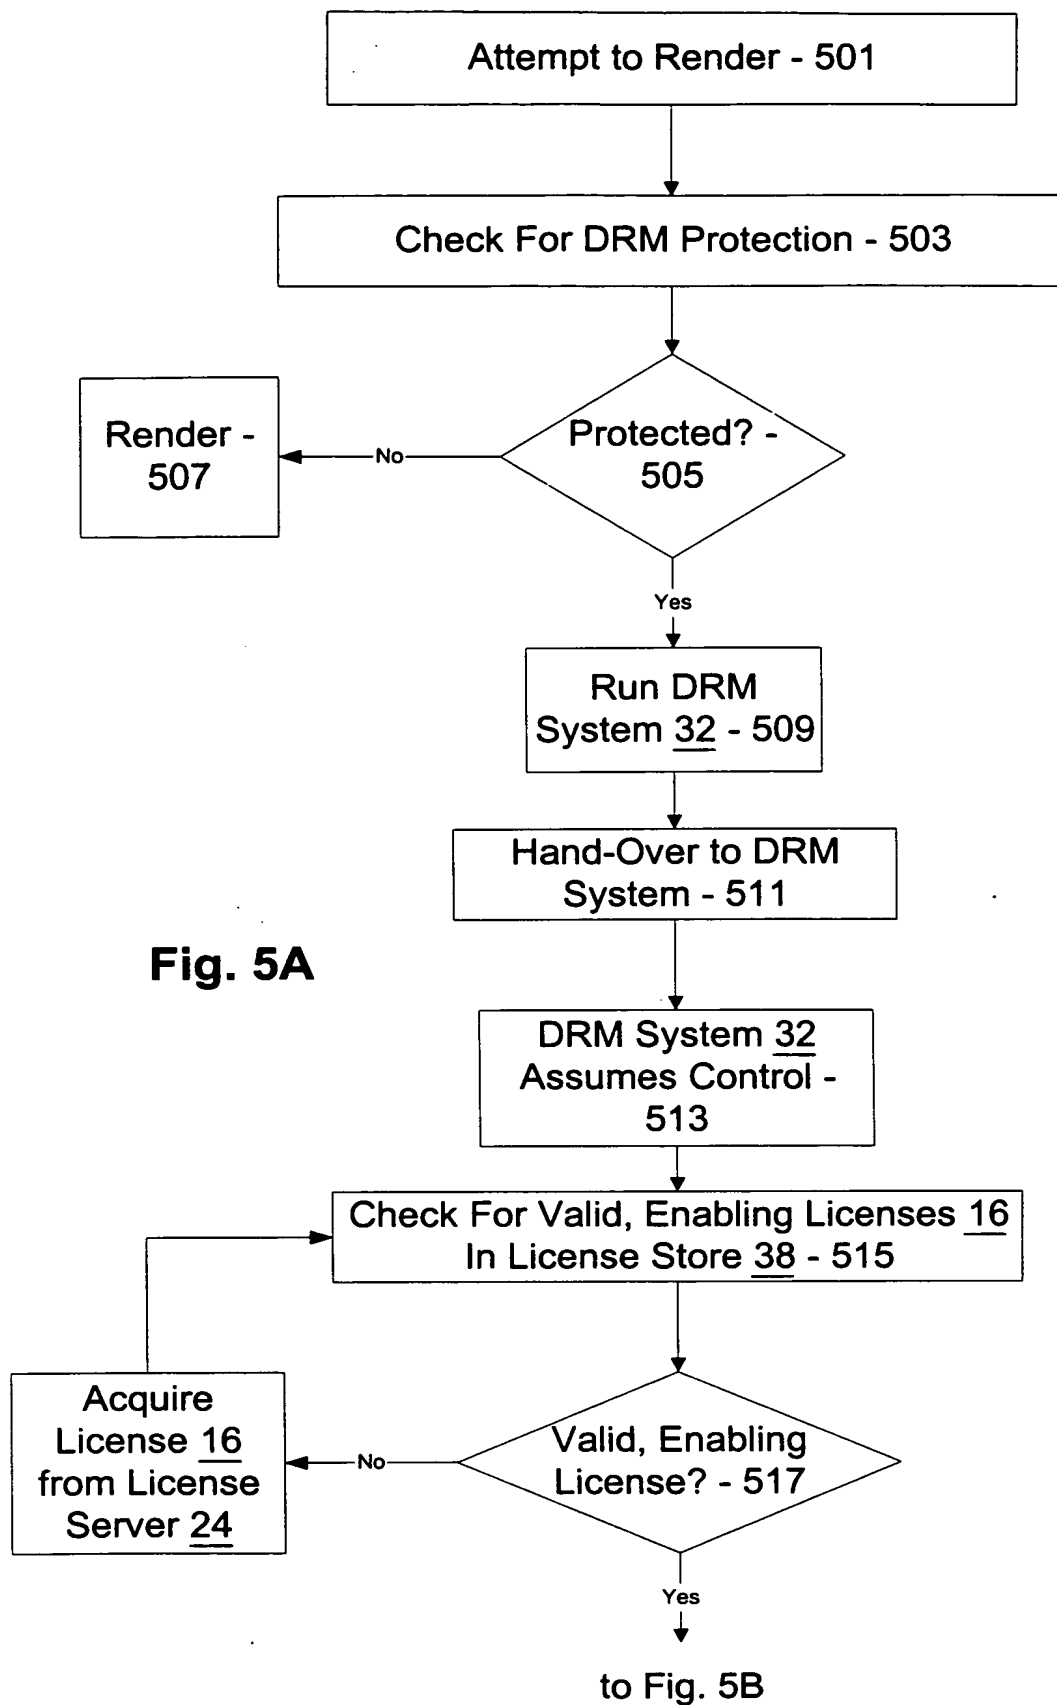 Attempt to Render - 501
Check For DRM Protection - 503
Protected? -
505
No
Render -
507
Yes
Run DRM
System 32 - 509
Hand-Over to DRM
System - 511
Fig. 5A
DRM System 32
Assumes Control -
513
Check For Valid, Enabling Licenses 16
In License Store 38 - 515
Valid, Enabling
License? - 517
No
Acquire
License 16
from License
Server 24
Yes
to Fig. 5B